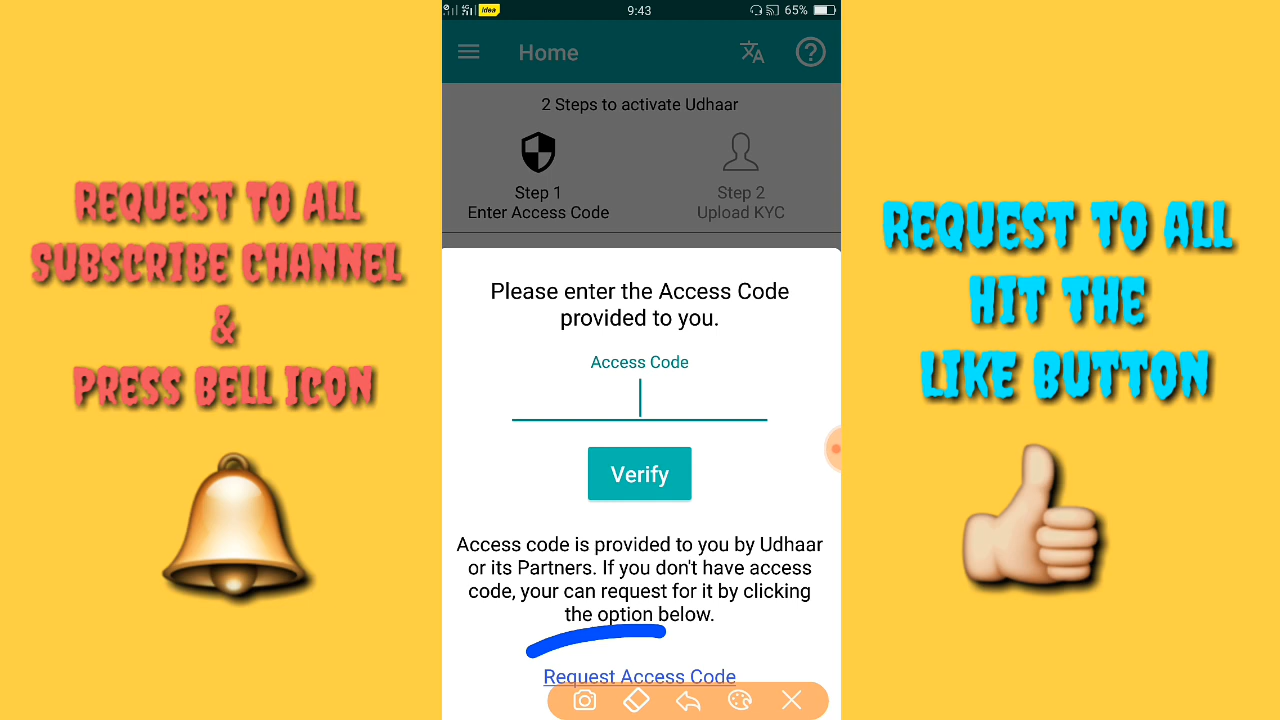 REQUEST TO ALL
SUBSCRIBE CHANNEL
&
PRESS BELL ICON
4G
idea
9:43
65%
Home
2 Steps to activate Udhaar
Step 1
Enter Access Code
Step 2
Upload KYC
Please enter the Access Code
provided to you.
Access Code
Verify
Access code is provided to you by Udhaar
or its Partners. If you don't have access
code, your can request for it by clicking
the option below.
Request Access Code
REQUEST TO ALL
HIT THE
LIKE BUTTON